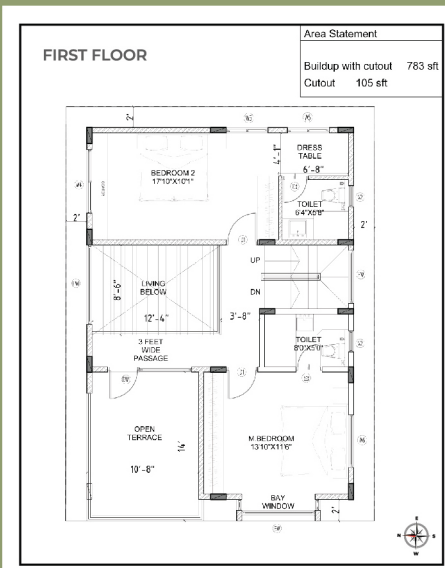 Area Statement
FIRST FLOOR
Buildup with cutout 783 sft
Cutout 105 sft
2'
DRESS
TABLE
4'-1"
6'-8"
BEDROOM 2
17'10"X10'1"
TOILET
6'4"X5'8"
2'
2'
UP
LIVING
BELOW
8'-6"
DN
12'-4"
3'-8"
3 FEET
WIDE
PASSAGE
TOILET
8'0"X5'0"
OPEN
TERRACE
14'
M.BEDROOM
13'10"X11'6"
10'-8"
BAY
WINDOW
2'
E
N S
W